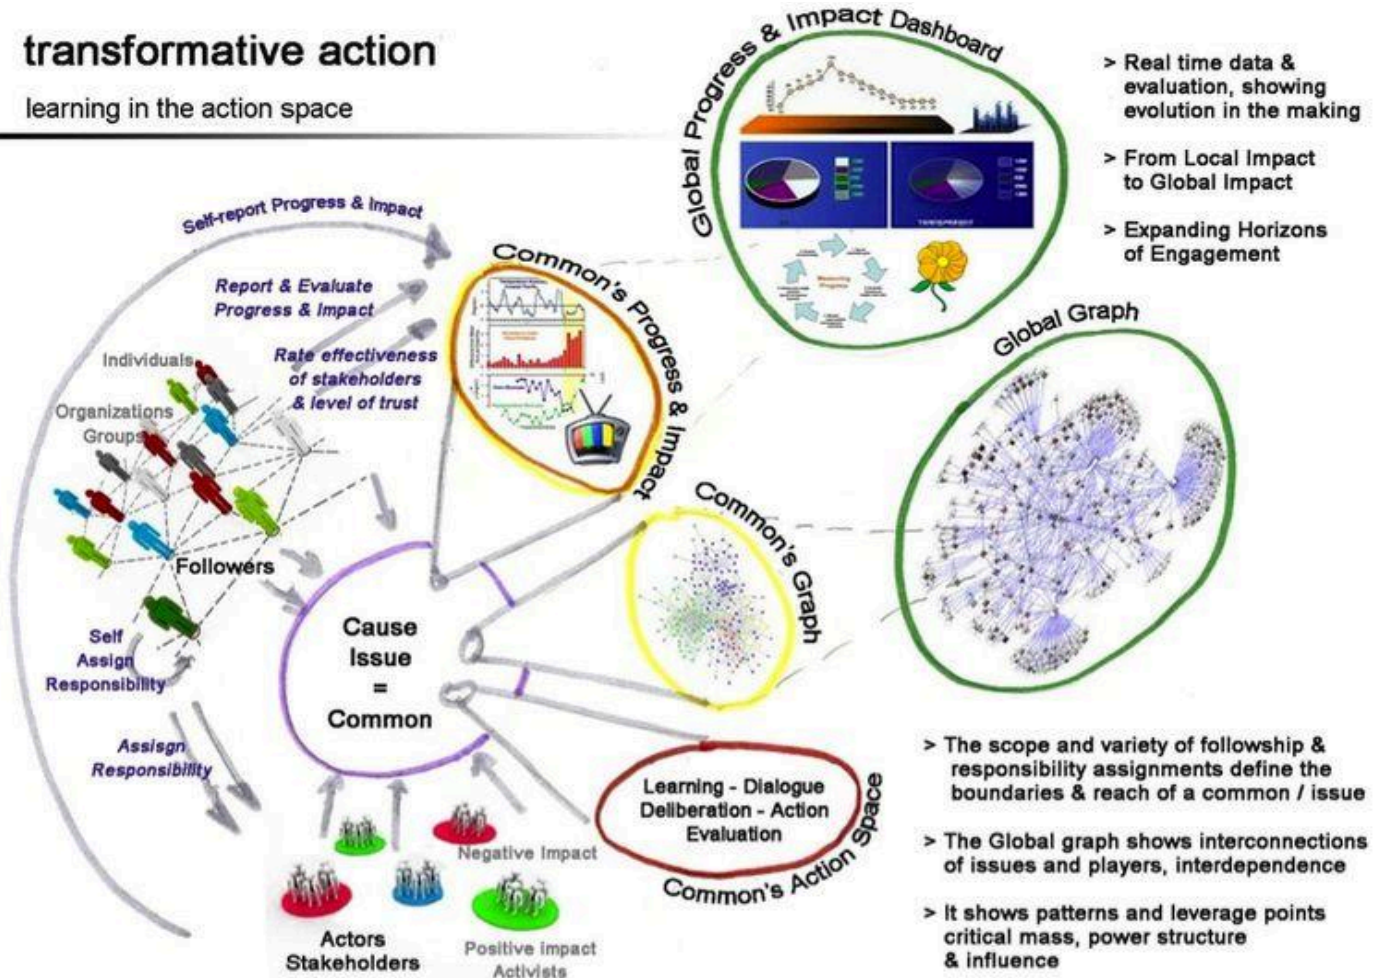 transformative action
learning in the action space
Global Progress & Impact Dashboard
> Real time data &
evaluation, showing
evolution in the making
> From Local Impact
to Global Impact
> Expanding Horizons
of Engagement
Measuring
Progress
Self-report Progress & Impact
Report & Evaluate
Progress & Impact
Rate effectiveness
of stakeholders
& level of trust
Individuals
Organizations
Groups
Followers
Self
Assign
Responsibility
Assisgn
Responsibility
Common's Progress & Impact
Common's Graph
Global Graph
Cause
Issue
=
Common
Learning - Dialogue
Deliberation - Action
Evaluation
Common's Action Space
Negative Impact
Actors
Stakeholders
Positive impact
Activists
> The scope and variety of followship &
responsibility assignments define the
boundaries & reach of a common / issue
> The Global graph shows interconnections
of issues and players, interdependence
> It shows patterns and leverage points
critical mass, power structure
& influence